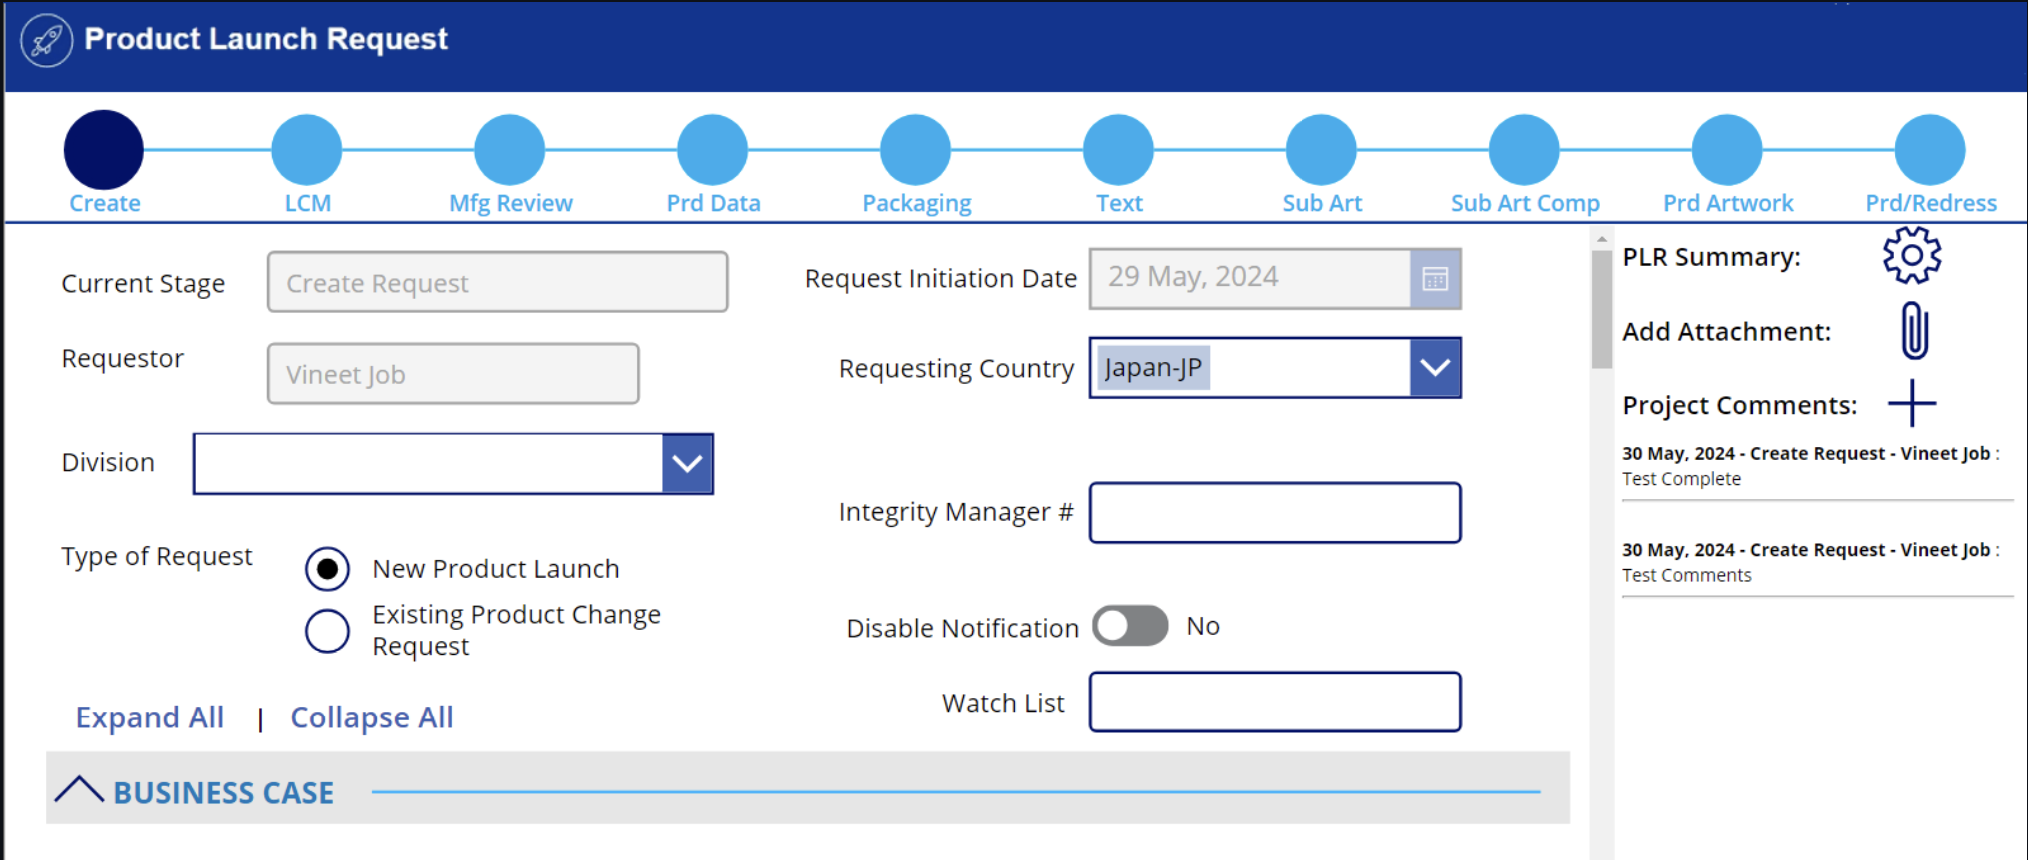 Product Launch Request
Create
LCM
Mfg Review
Prd Data
Packaging
Text
Sub Art
Sub Art Comp
Prd Artwork
Prd/Redress
Current Stage
Create Request
Request Initiation Date
29 May, 2024
Requestor
Vineet Job
Requesting Country
Japan-JP
Division
Integrity Manager #
Type of Request
New Product Launch
Existing Product Change
Request
Disable Notification
No
Watch List
Expand All | Collapse All
BUSINESS CASE
PLR Summary:
Add Attachment:
Project Comments:
30 May, 2024 - Create Request - Vineet Job :
Test Complete
30 May, 2024 - Create Request - Vineet Job :
Test Comments